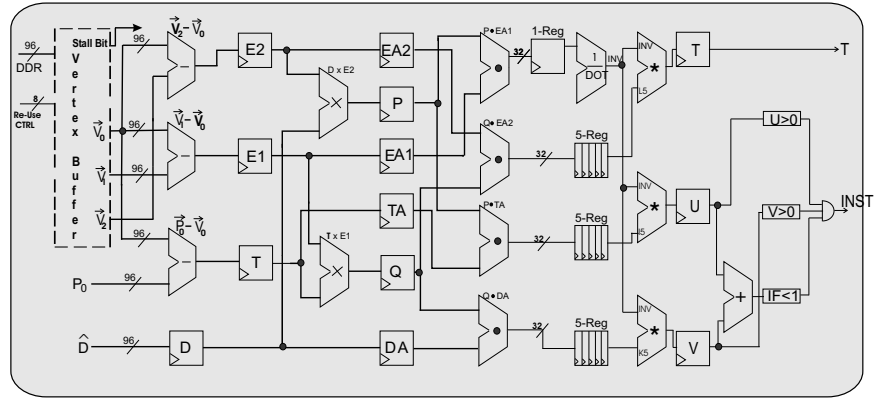 96
DDR
8
Re-Use
CTRL
Stall Bit
Vertex
Buffer
V0
V1
V2
96
96
96
96
V2-V0
V1-V0
P0-V0
P0
96
D̂
96
−
−
−
E2
E1
T
D
D x E2
×
T x E1
×
EA2
P
EA1
TA
Q
DA
P•EA1
Q•EA2
P•TA
Q•DA
32
32
32
32
1-Reg
5-Reg
5-Reg
5-Reg
1
DOT
INV
INV
*
L5
INV
*
I5
INV
*
K5
T
U
V
+
U>0
V>0
IF<1
T
INST